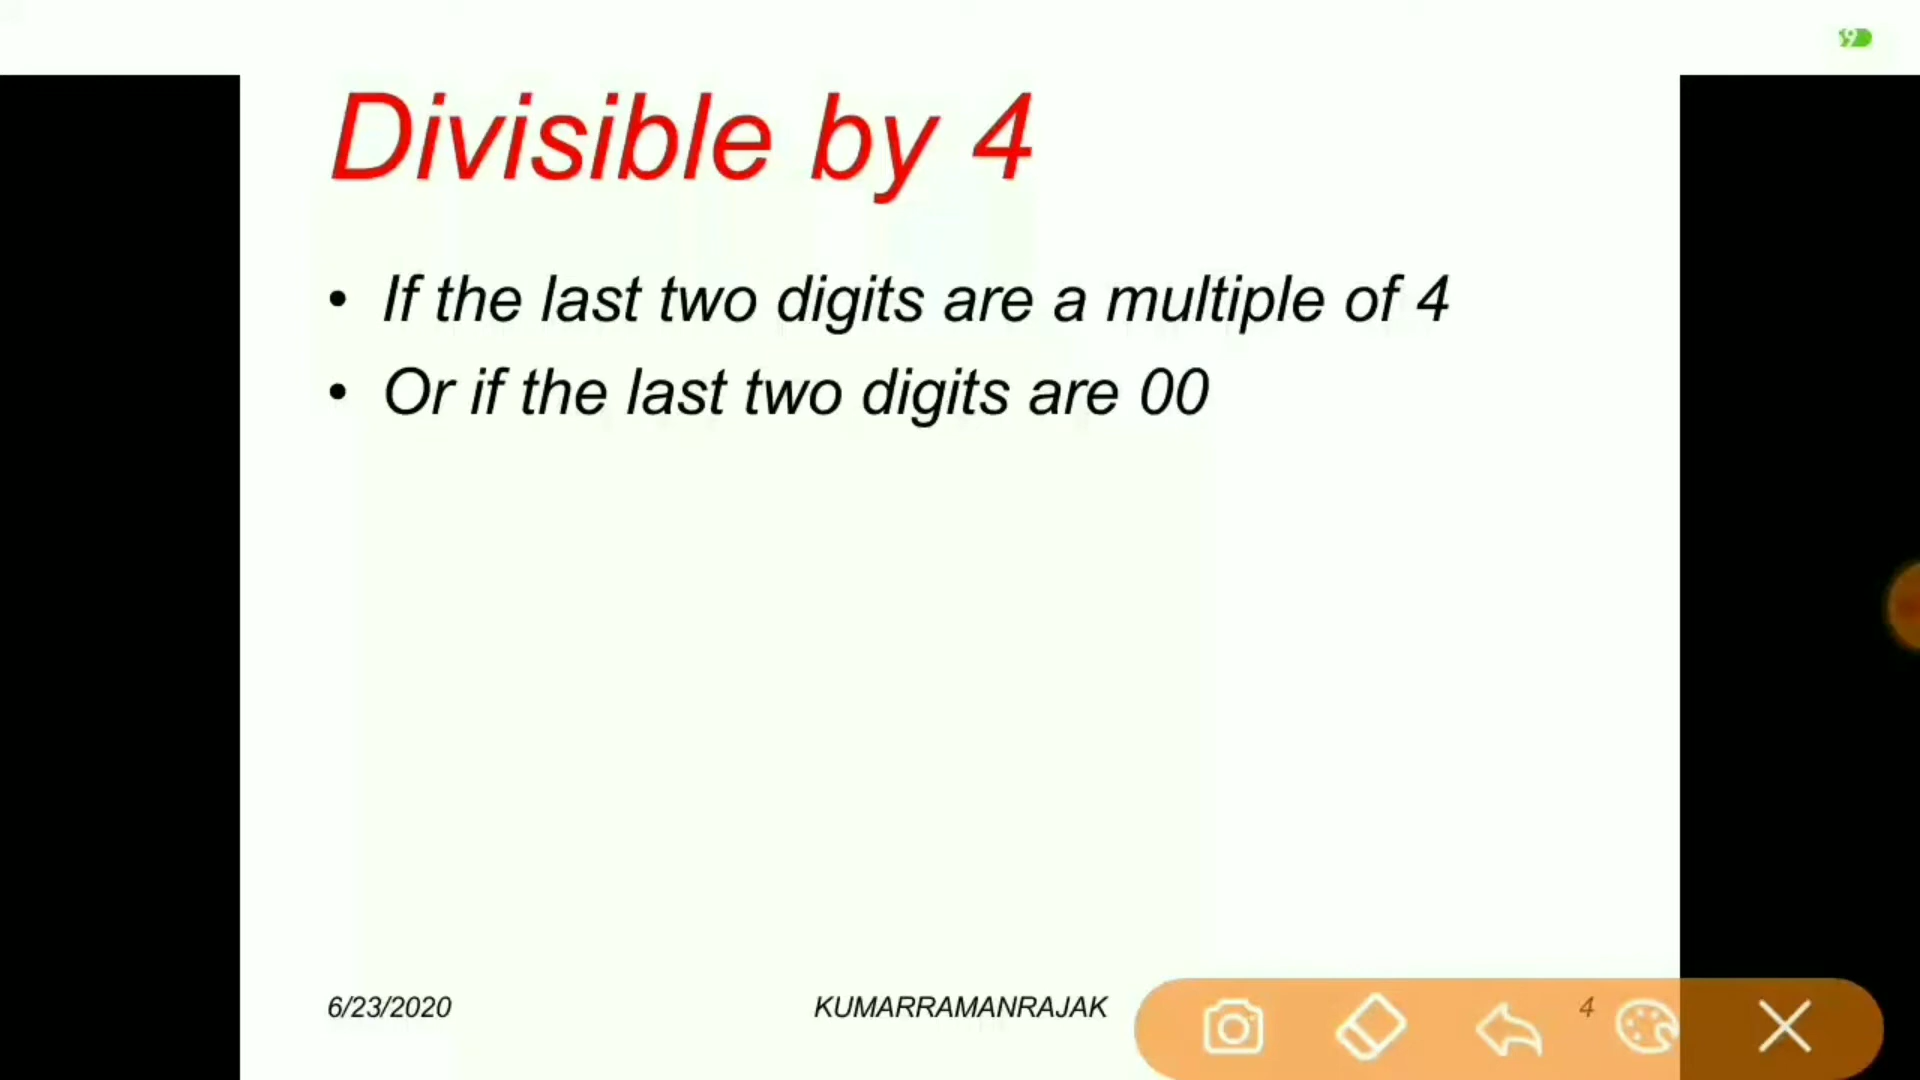 Divisible by 4
• If the last two digits are a multiple of 4
• Or if the last two digits are 00
6/23/2020
KUMARRAMANRAJAK
4